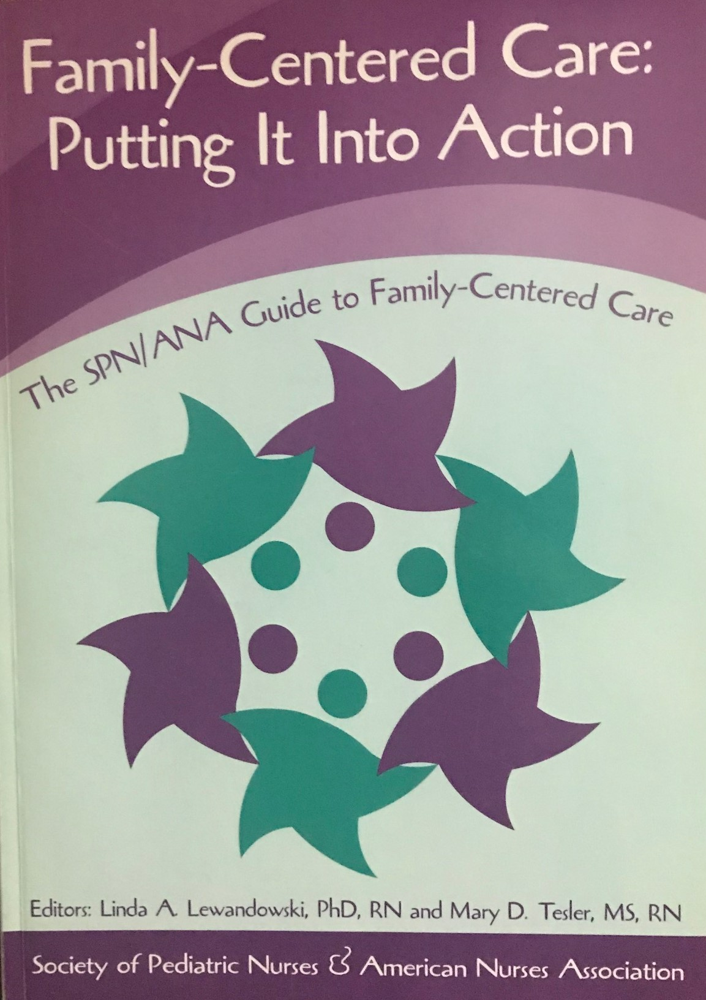 Family-Centered Care:
Putting It Into Action
The SPN/ANA Guide to Family-Centered Care
Editors: Linda A. Lewandowski, PhD, RN and Mary D. Tesler, MS, RN
Society of Pediatric Nurses & American Nurses Association